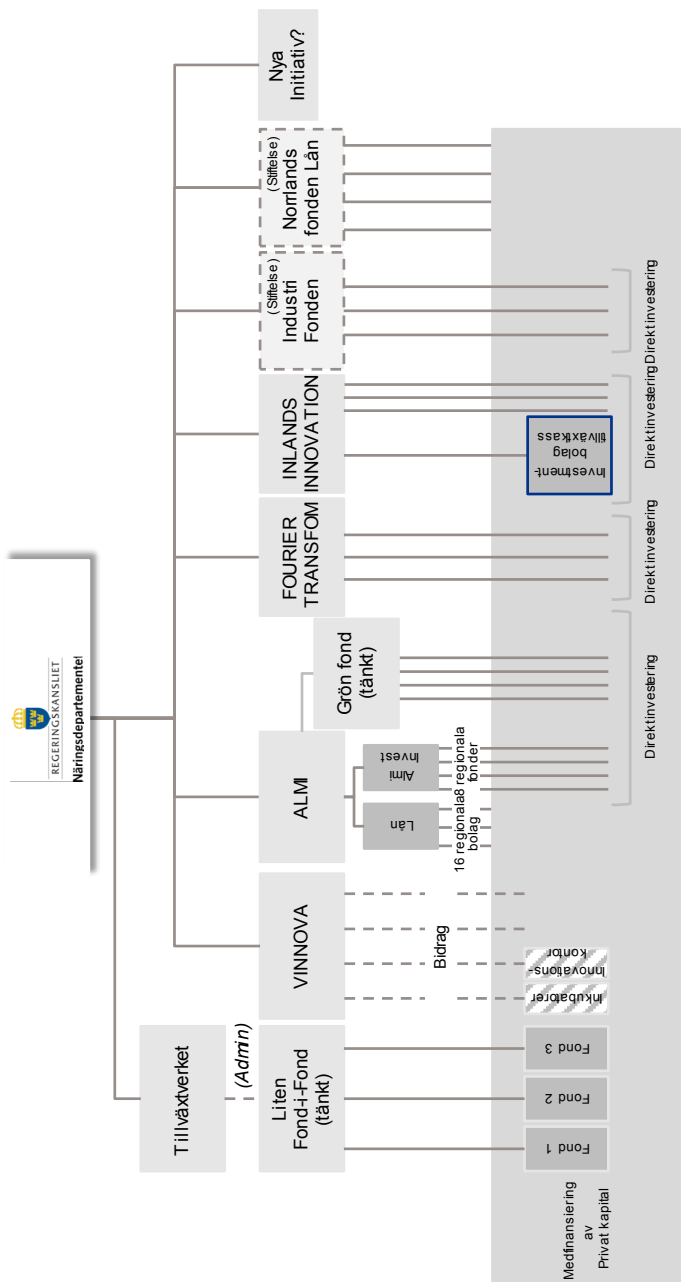 REGERINGSKANSLIET
Näringsdepartementet
Tillväxtverket
(Admin)
Liten
Fond-i-Fond
(tänkt)
VINNOVA
ALMI
Grön fond
(tänkt)
FOURIER
TRANSFOM
INLANDS
INNOVATION
(Stiftelse)
Industri
Fonden
(Stiftelse)
Norrlands
fonden Lån
Nya
Initiativ?
Lån
Almi
Invest
16 regionala
bolag
8 regionala
fonder
Bidrag
Fond 1
Fond 2
Fond 3
Inkubatorer
Innovations-
kontor
Investment-
bolag
tillväxtkass
Direktinvestering
Direktinvestering
Direktinvestering
Direktinvestering
Medfinansiering
av
Privat kapital